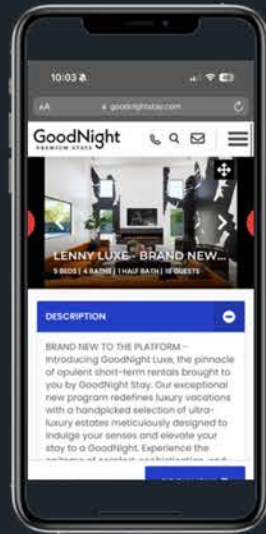 10:03
AA
goodnightstay.com
GoodNight
PREMIUM STAYS
LENNY LUXE - BRAND NEW...
5 BEDS | 4 BATHS | 1 HALF BATH | 18 GUESTS
DESCRIPTION
BRAND NEW TO THE PLATFORM –
Introducing GoodNight Luxe, the pinnacle
of opulent short-term rentals brought to
you by GoodNight Stay. Our exceptional
new program redefines luxury vacations
with a handpicked selection of ultra-
luxury estates meticulously designed to
indulge your senses and elevate your
stay to a GoodNight. Experience the